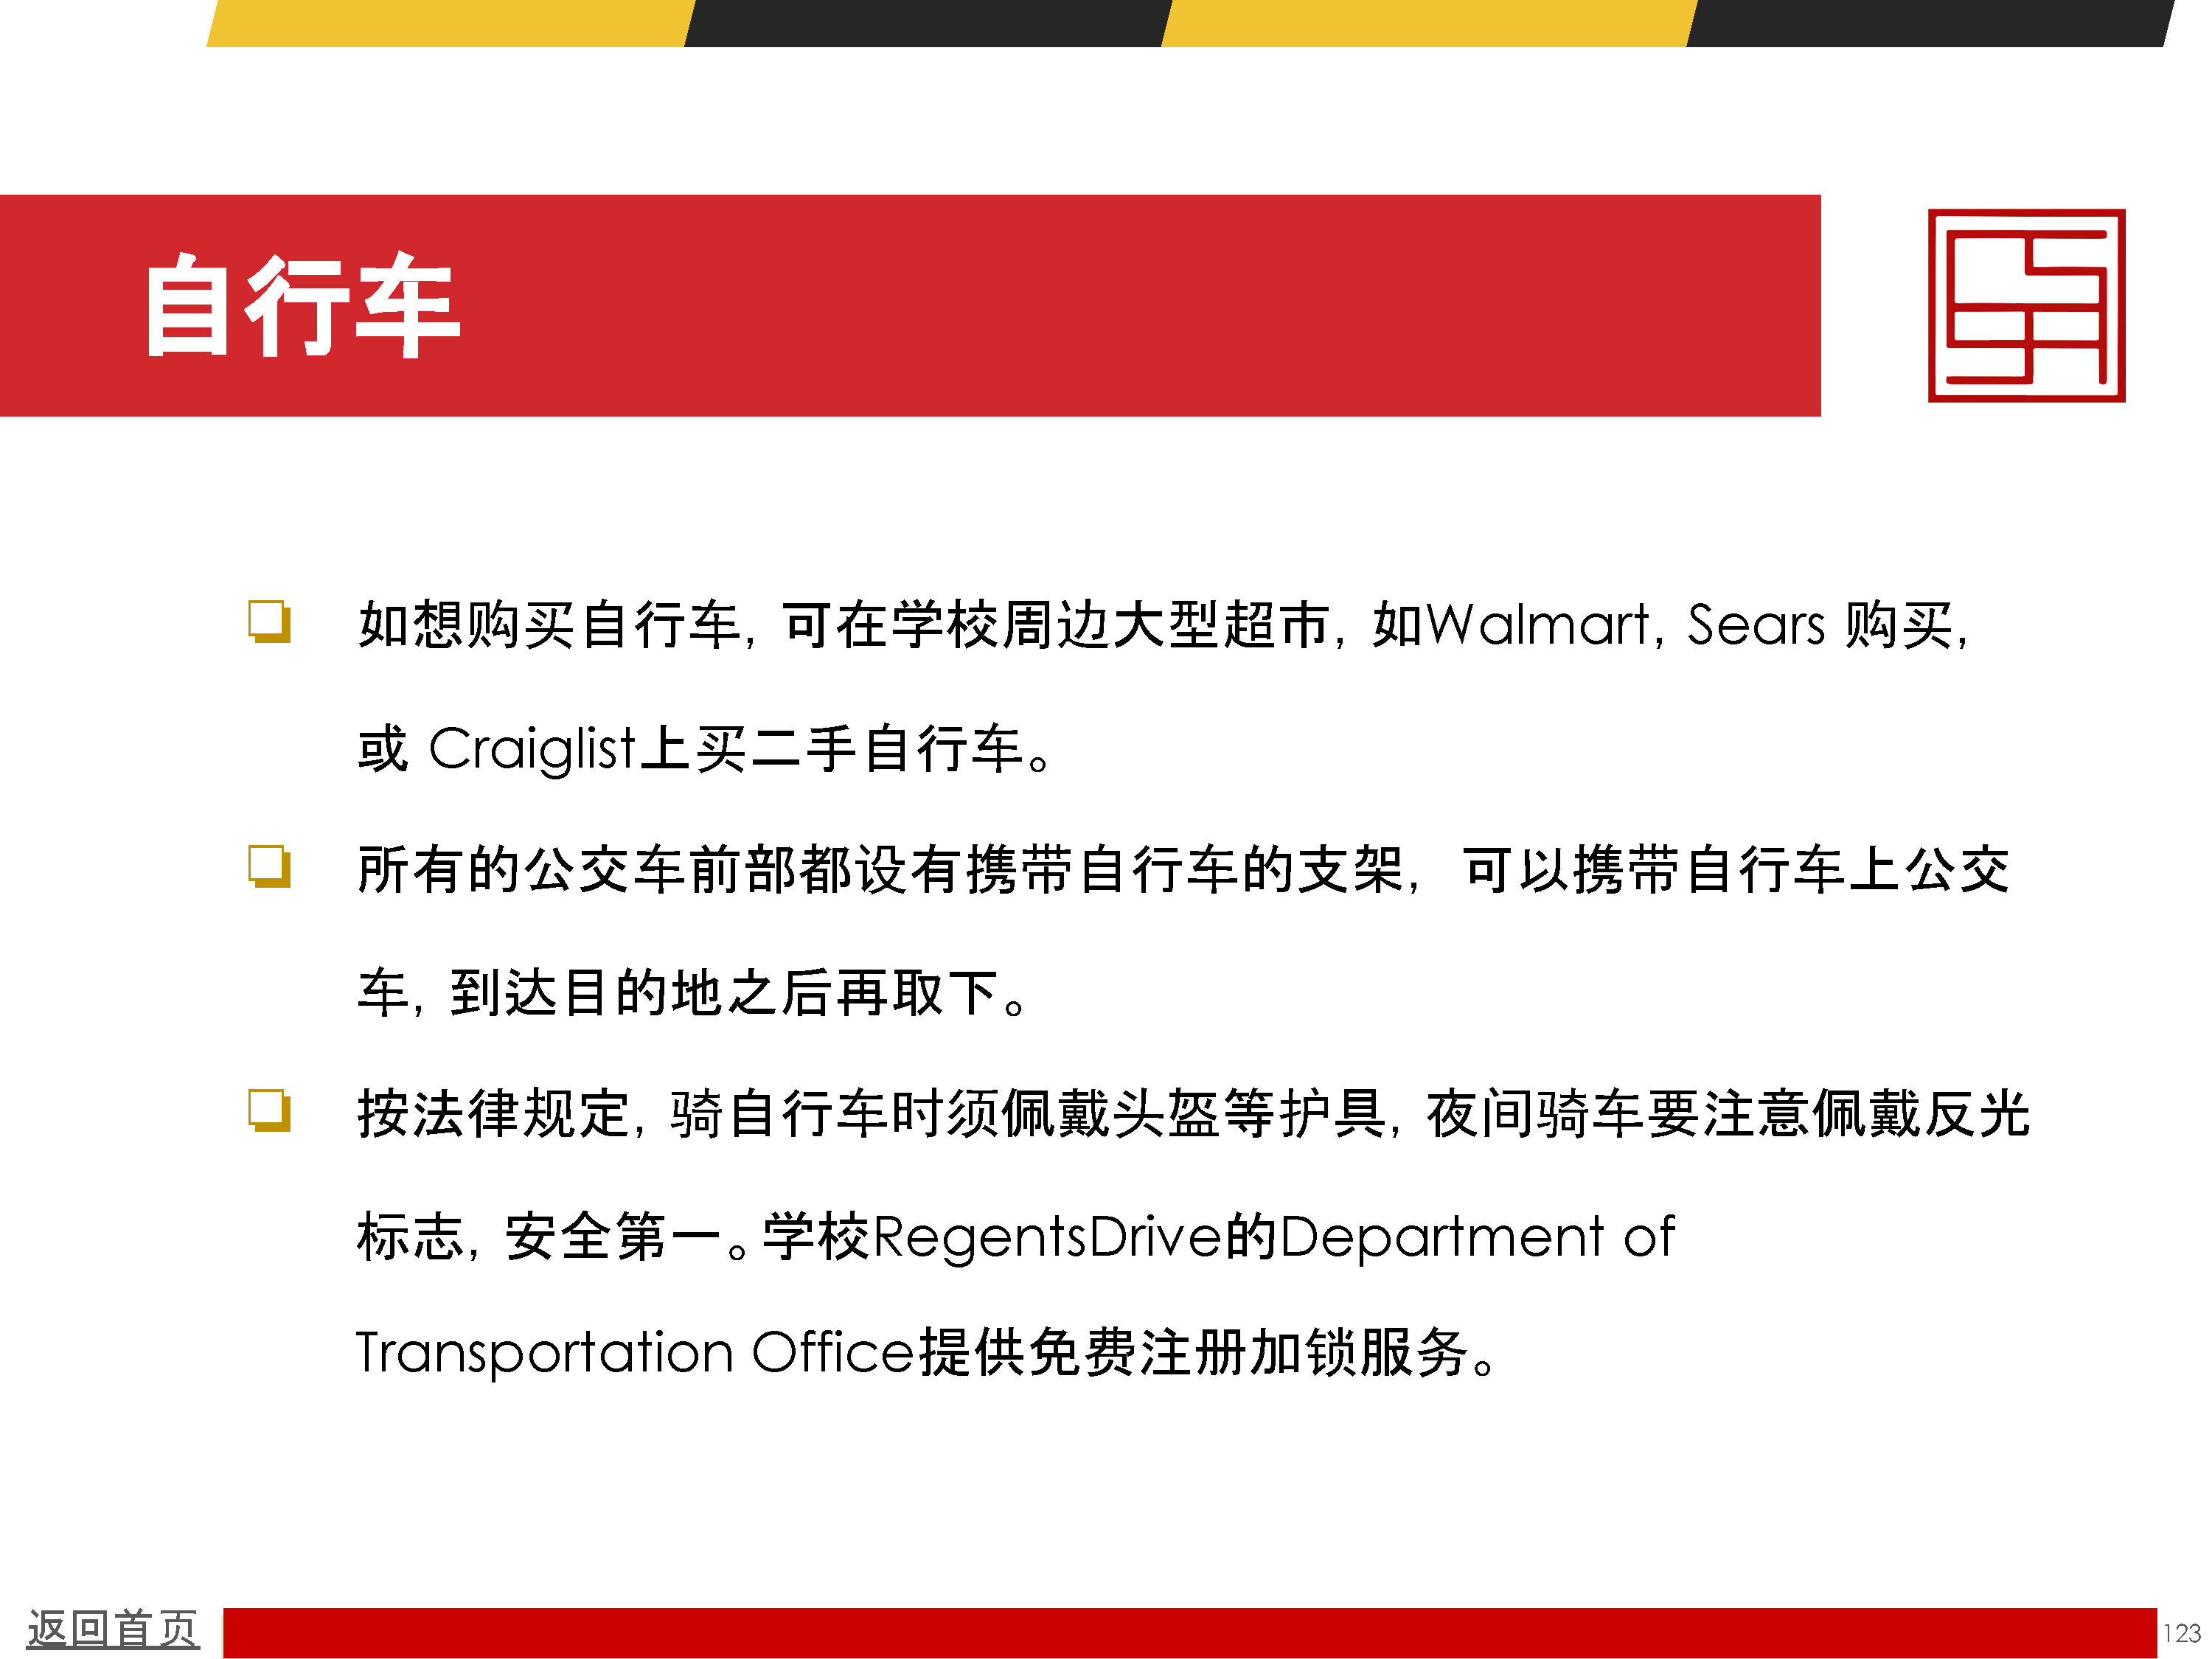 自行车
如想购买自行车, 可在学校周边大型超市, 如Walmart, Sears 购买,
或 Craiglist上买二手自行车。
所有的公交车前部都设有携带自行车的支架, 可以携带自行车上公交
车, 到达目的地之后再取下。
按法律规定, 骑自行车时须佩戴头盔等护具, 夜间骑车要注意佩戴反光
标志, 安全第一。学校RegentsDrive的Department of
Transportation Office提供免费注册加锁服务。
返回首页
123